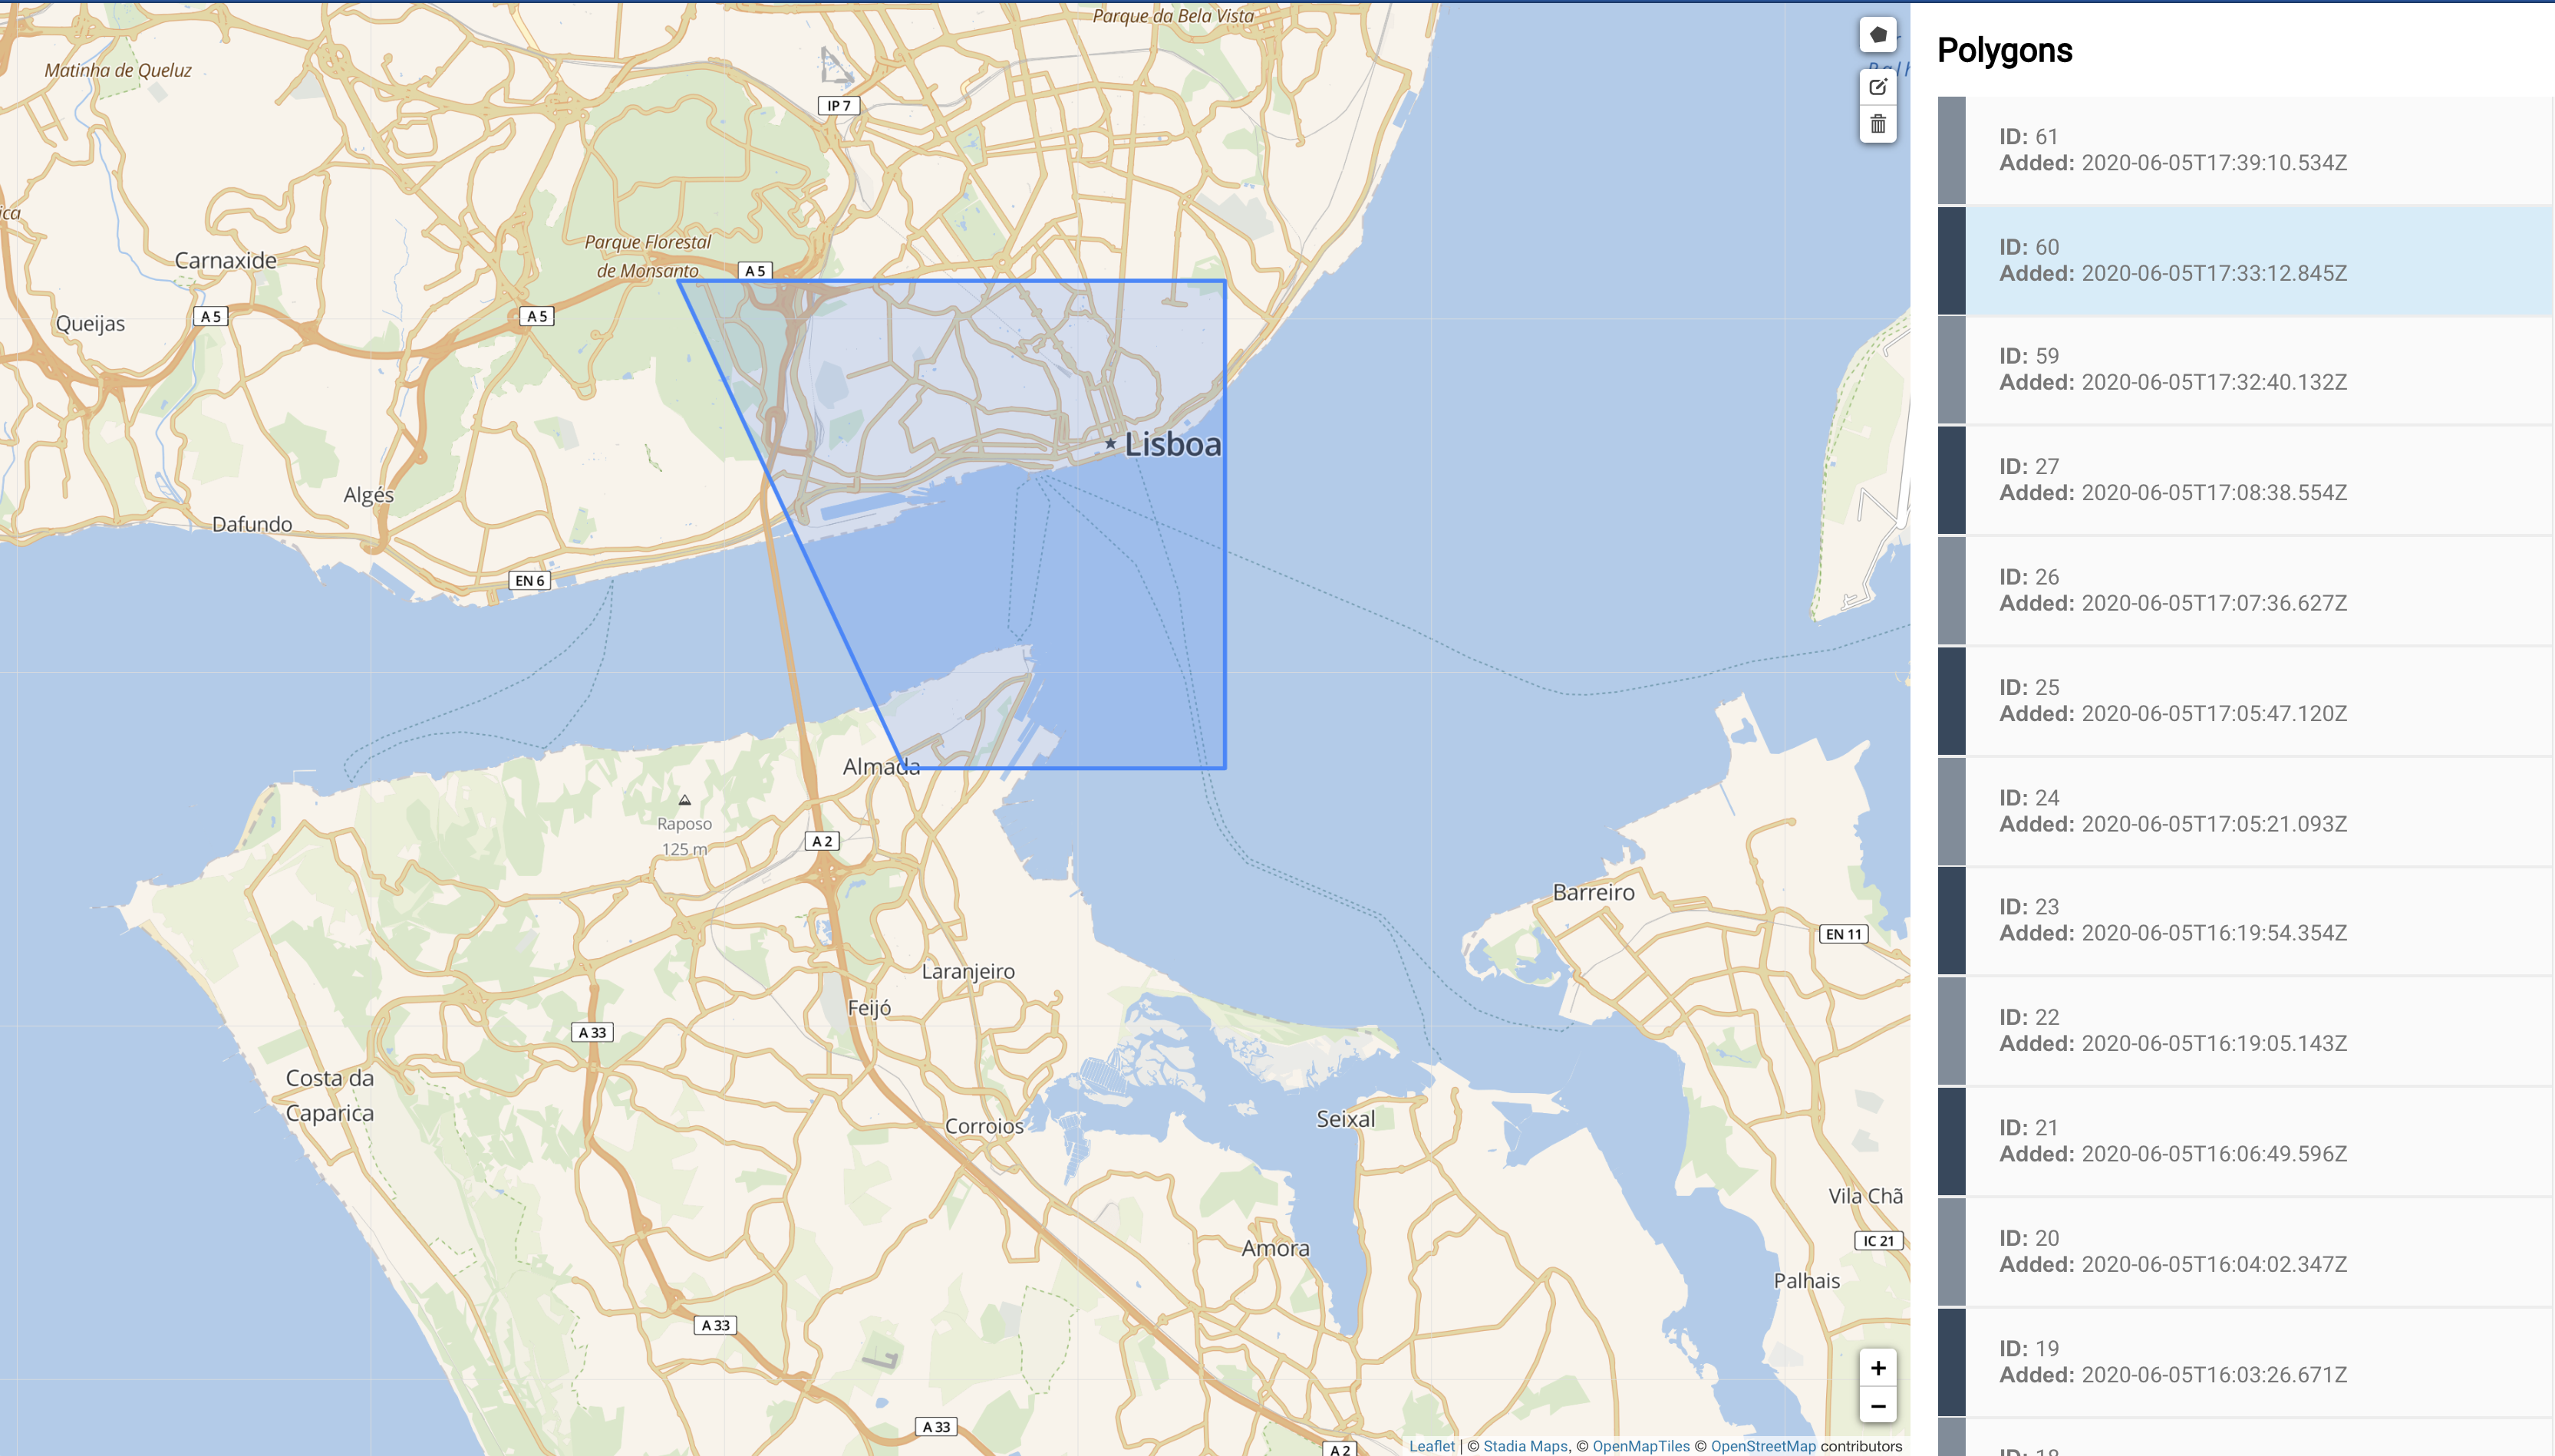 Parque da Bela Vista
Matinha de Queluz
IP 7
Parque Florestal
de Monsanto
A 5
Carnaxide
A 5
A 5
Queijas
Lisboa
Algés
Dafundo
EN 6
Almada
Raposo
125 m
A 2
Barreiro
EN 11
Laranjeiro
Feijó
A 33
Costa da
Caparica
Corroios
Seixal
Vila Chã
IC 21
Amora
Palhais
A 33
A 33
A 2
+
−
Leaflet | © Stadia Maps, © OpenMapTiles © OpenStreetMap contributors
Polygons
ID: 61
Added: 2020-06-05T17:39:10.534Z
ID: 60
Added: 2020-06-05T17:33:12.845Z
ID: 59
Added: 2020-06-05T17:32:40.132Z
ID: 27
Added: 2020-06-05T17:08:38.554Z
ID: 26
Added: 2020-06-05T17:07:36.627Z
ID: 25
Added: 2020-06-05T17:05:47.120Z
ID: 24
Added: 2020-06-05T17:05:21.093Z
ID: 23
Added: 2020-06-05T16:19:54.354Z
ID: 22
Added: 2020-06-05T16:19:05.143Z
ID: 21
Added: 2020-06-05T16:06:49.596Z
ID: 20
Added: 2020-06-05T16:04:02.347Z
ID: 19
Added: 2020-06-05T16:03:26.671Z
ID: 18